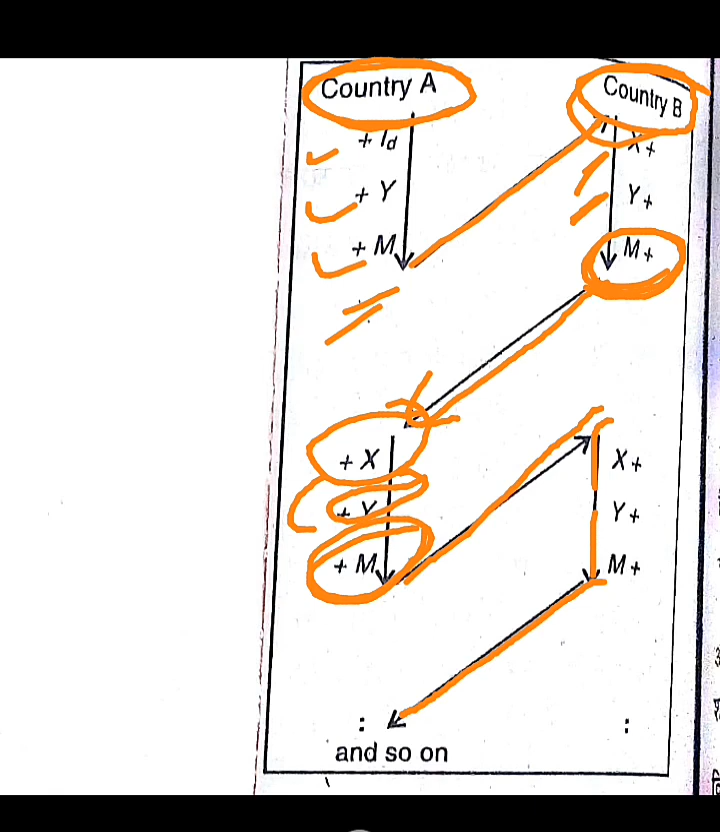 Country A Country B
+ Id X+
+ Y Y+
+ M M+
+ X X+
+ Y Y+
+ M M+
: :
and so on